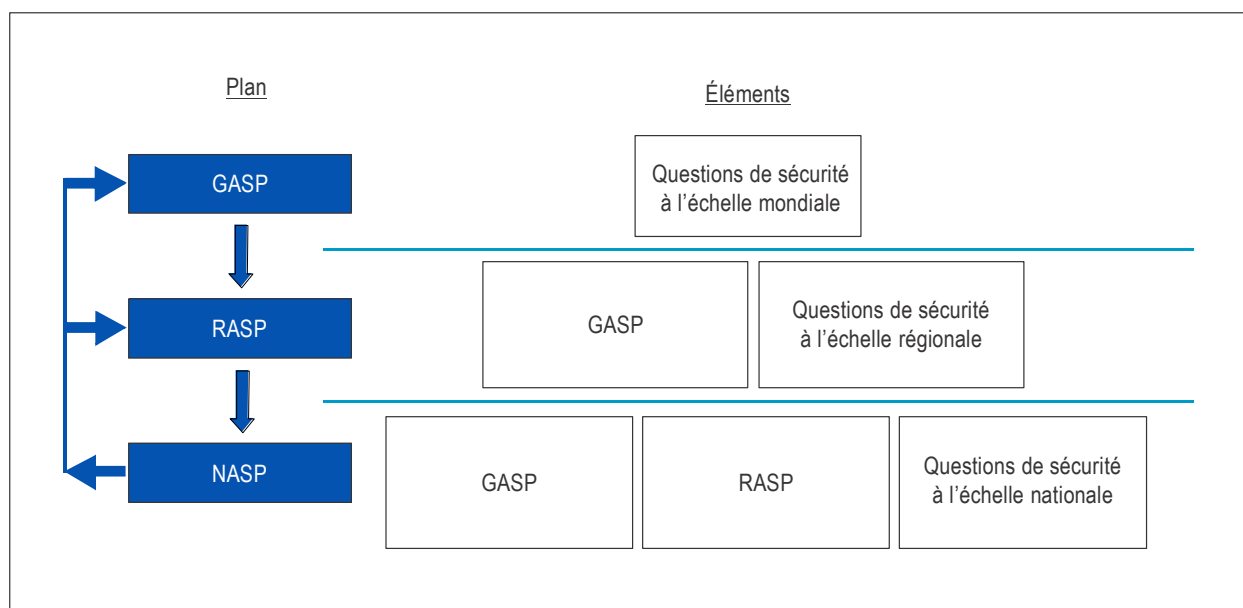 Plan
Éléments
GASP
Questions de sécurité
à l’échelle mondiale
RASP
GASP
Questions de sécurité
à l’échelle régionale
NASP
GASP
RASP
Questions de sécurité
à l’échelle nationale